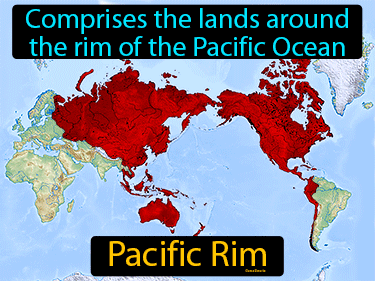 Comprises the lands around
the rim of the Pacific Ocean
Pacific Rim